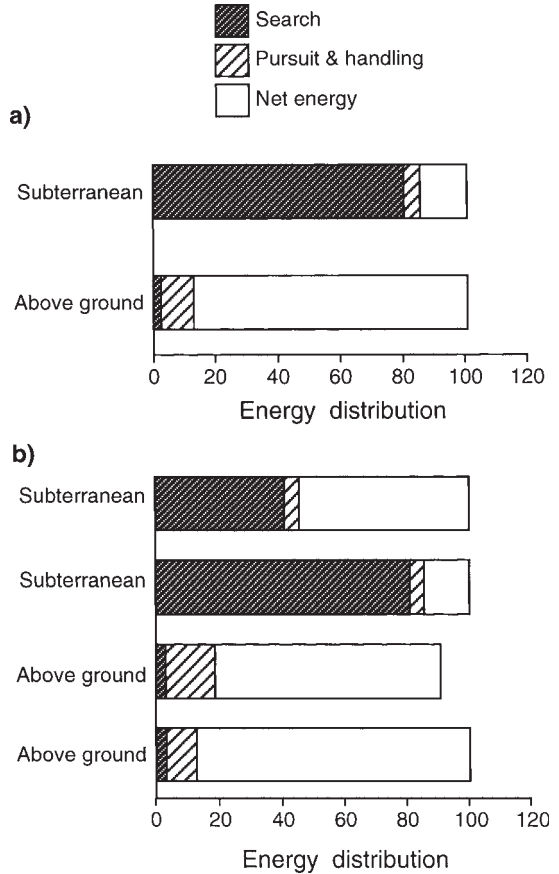 Search
Pursuit & handling
Net energy
a)
Subterranean
Above ground
0 20 40 60 80 100 120
Energy distribution
b)
Subterranean
Subterranean
Above ground
Above ground
0 20 40 60 80 100 120
Energy distribution